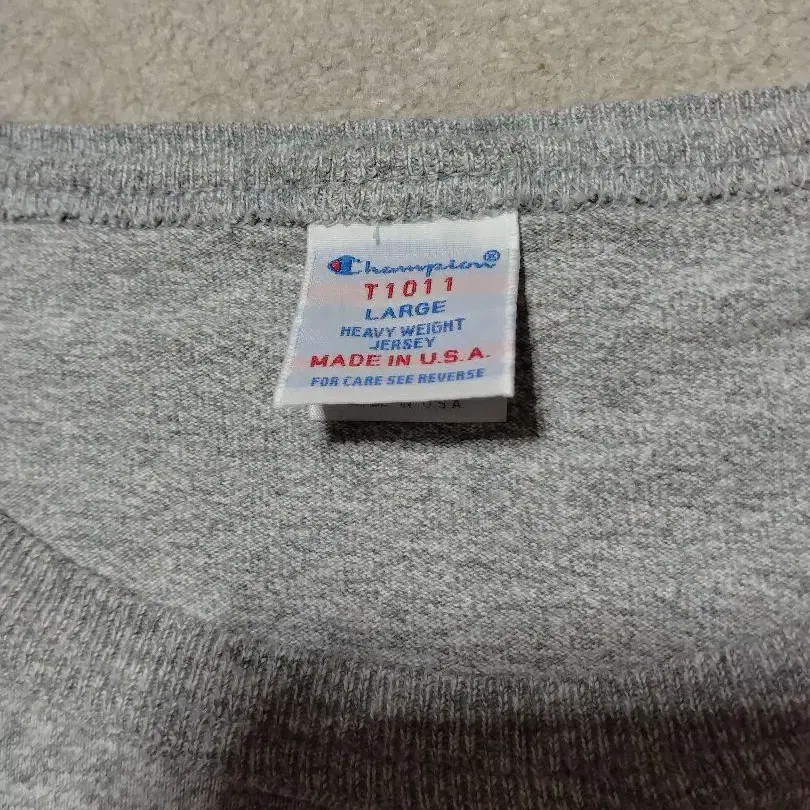 Champion®
T1011
LARGE
HEAVY WEIGHT
JERSEY
MADE IN U.S.A.
FOR CARE SEE REVERSE
U.S.A